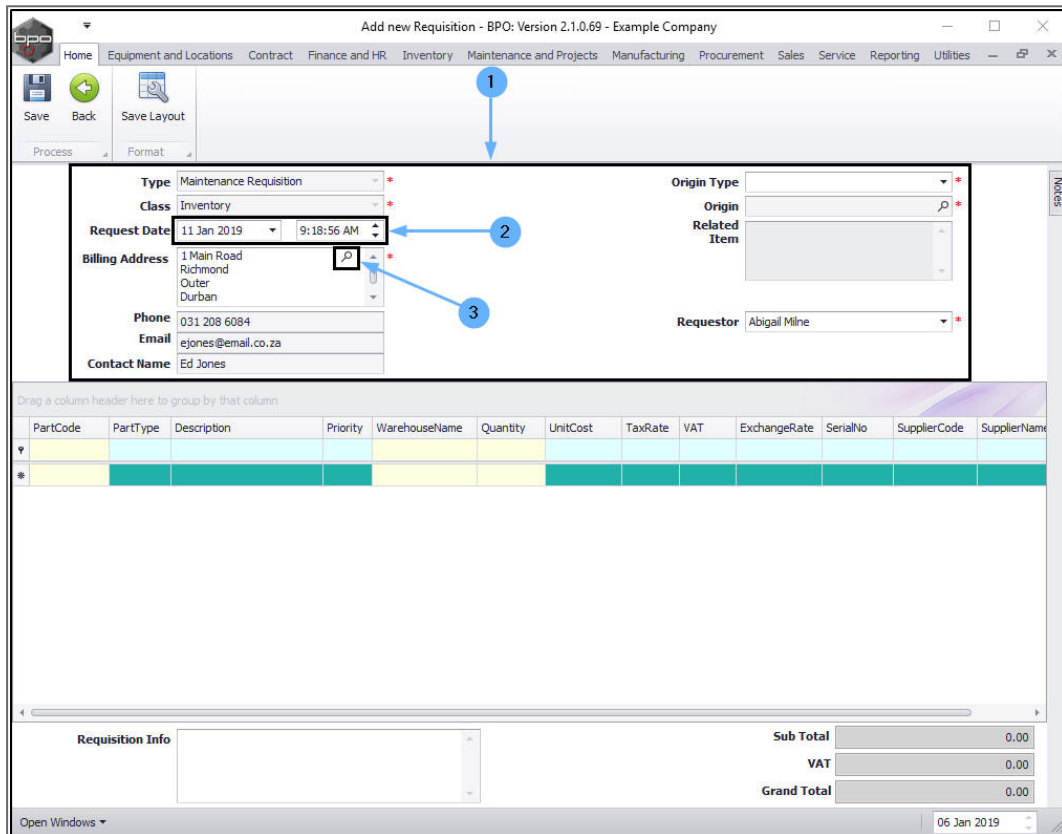 Add new Requisition - BPO: Version 2.1.0.69 - Example Company
bpo
Home Equipment and Locations Contract Finance and HR Inventory Maintenance and Projects Manufacturing Procurement Sales Service Reporting Utilities
1
Save Back Save Layout
Process Format
Type Maintenance Requisition * Origin Type *
Notes
Class Inventory * Origin *
Request Date 11 Jan 2019 9:18:56 AM 2 Related
Item
Billing Address 1 Main Road *
Richmond
Outer
Durban
3
Phone 031 208 6084 Requestor Abigail Milne *
Email ejones@email.co.za
Contact Name Ed Jones
Drag a column header here to group by that column
PartCode PartType Description Priority WarehouseName Quantity UnitCost TaxRate VAT ExchangeRate SerialNo SupplierCode SupplierName
Requisition Info Sub Total 0.00
VAT 0.00
Grand Total 0.00
Open Windows 06 Jan 2019